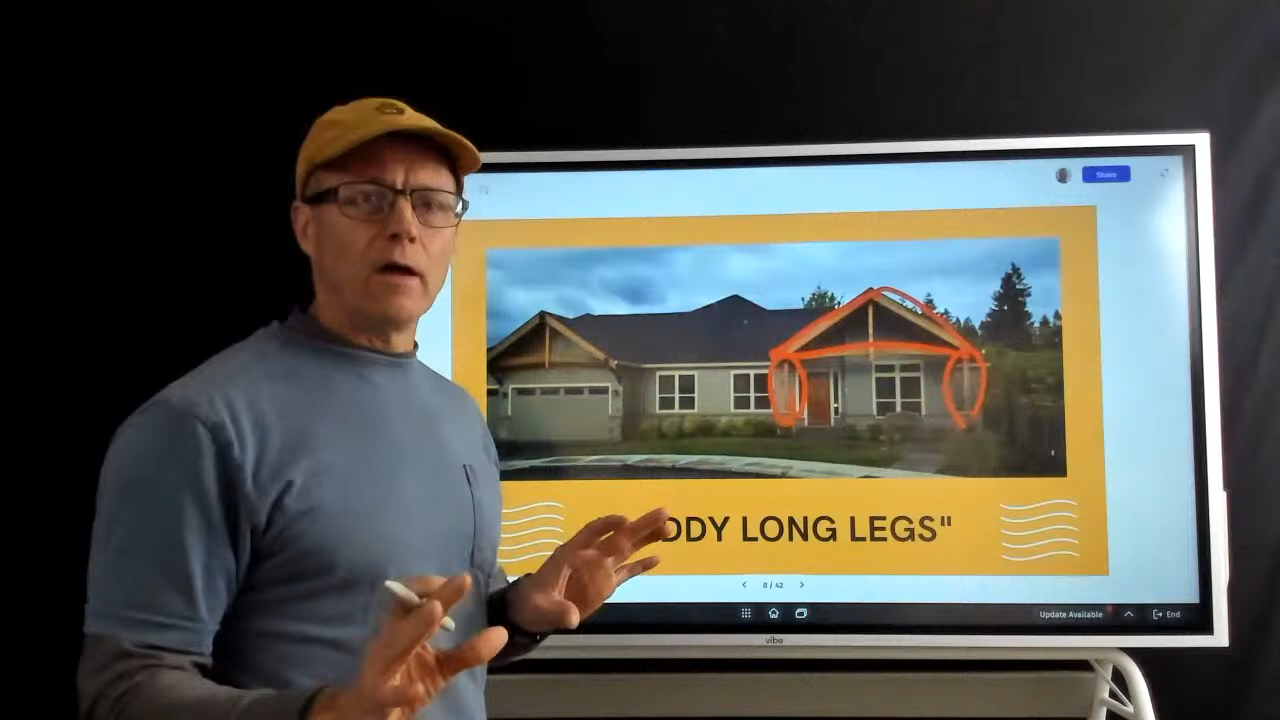 Share
DDY LONG LEGS"
8 / 42
Update Available
End
vibe